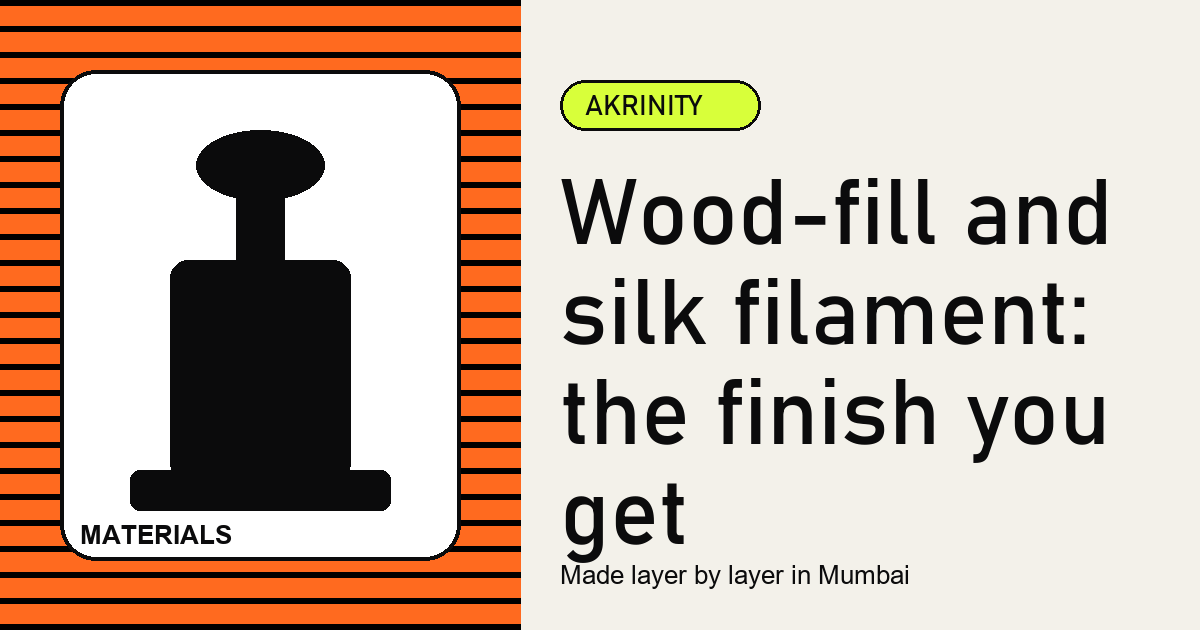 MATERIALS
AKRINITY
Wood-fill and
silk filament:
the finish you
get
Made layer by layer in Mumbai